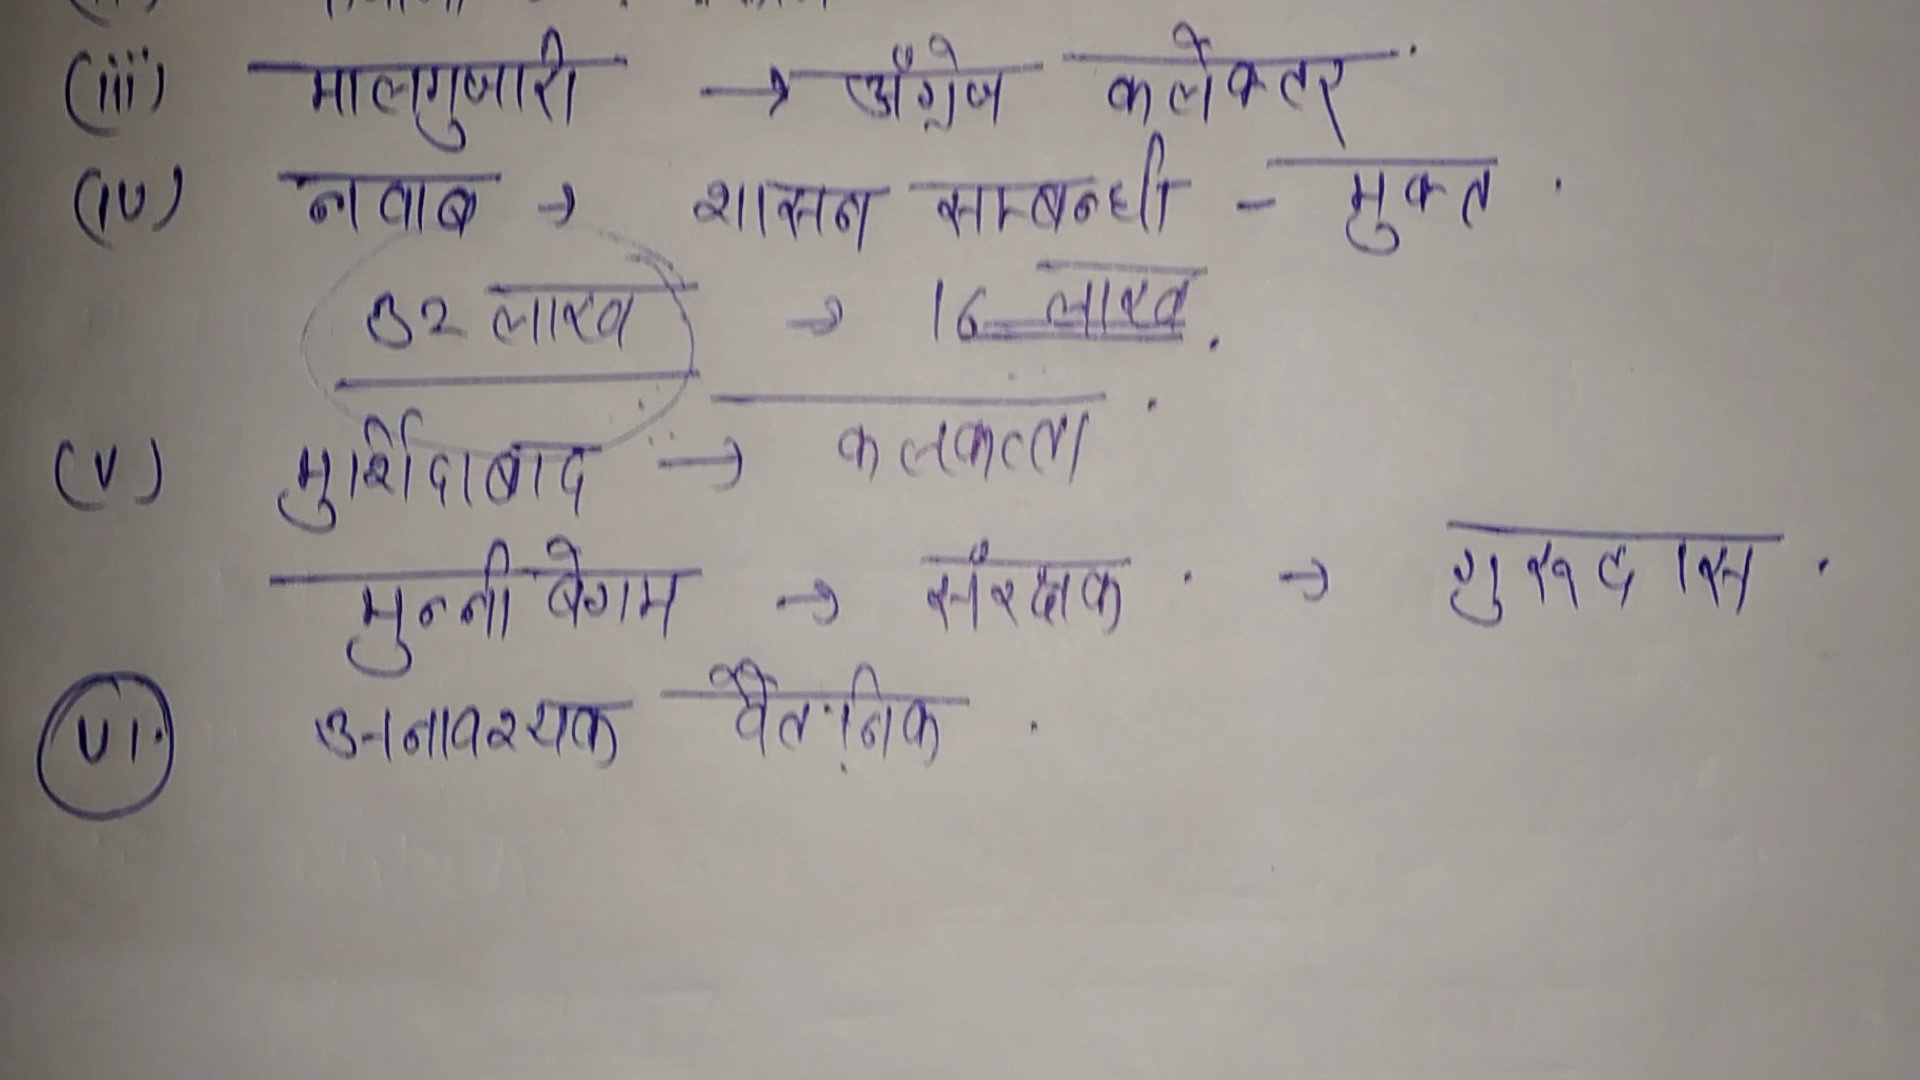 (iii) मालगुजारी → अँग्रेज कलेक्टर.
(iv) नवाब → शासन सम्बन्धी - मुक्त.
32 लाख → 16 लाख.
(v) मुर्शिदाबाद → कलकत्ता.
मुन्नी बेगम → सँरक्षक. → गुरुदास.
VI. अनावश्यक वैतनिक.